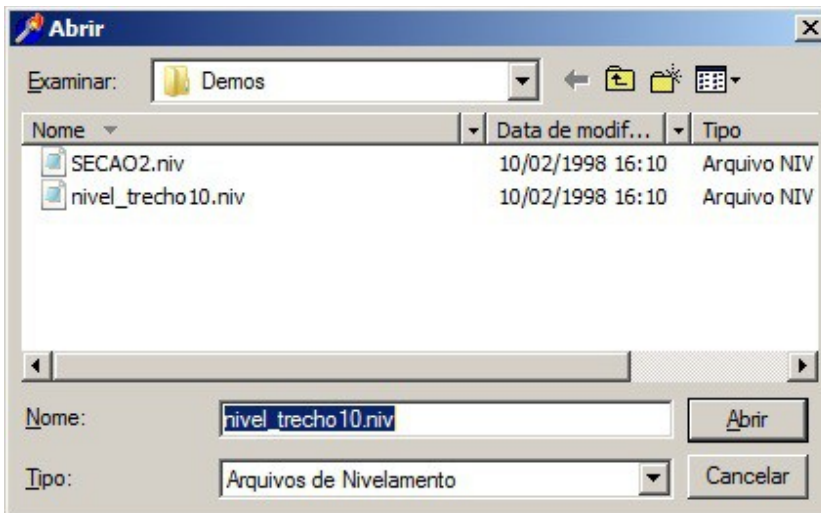 Abrir
Examinar: Demos
Nome Data de modif... Tipo
SECAO2.niv 10/02/1998 16:10 Arquivo NIV
nivel_trecho10.niv 10/02/1998 16:10 Arquivo NIV
Nome: nivel_trecho10.niv Abrir
Tipo: Arquivos de Nivelamento Cancelar